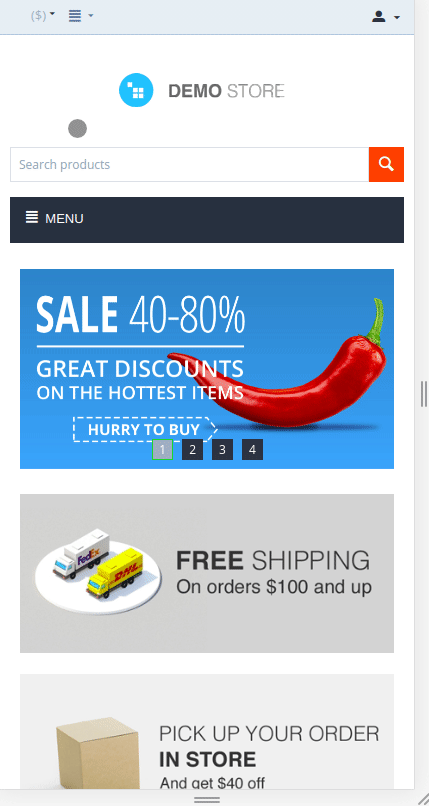 ($)
DEMO STORE
Search products
MENU
SALE 40-80%
GREAT DISCOUNTS
ON THE HOTTEST ITEMS
HURRY TO BUY
1 2 3 4
FedEx
DHL
FREE SHIPPING
On orders $100 and up
PICK UP YOUR ORDER
IN STORE
And get $40 off